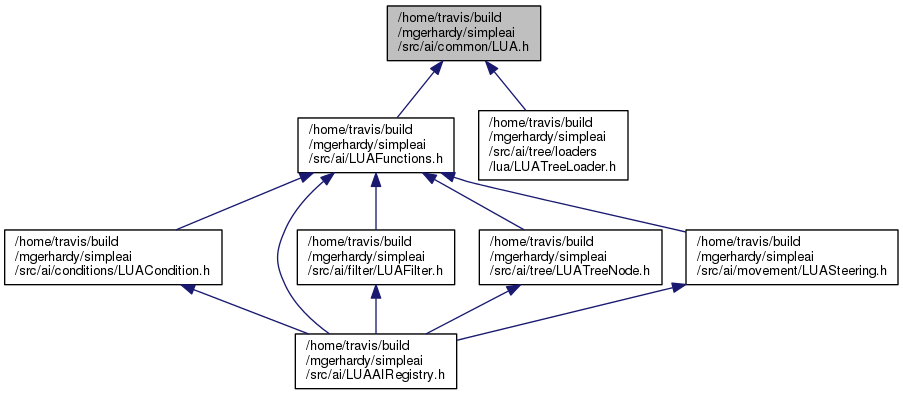 /home/travis/build
/mgerhardy/simpleai
/src/ai/common/LUA.h
/home/travis/build
/mgerhardy/simpleai
/src/ai/LUAFunctions.h
/home/travis/build
/mgerhardy/simpleai
/src/ai/tree/loaders
/lua/LUATreeLoader.h
/home/travis/build
/mgerhardy/simpleai
/src/ai/conditions/LUACondition.h
/home/travis/build
/mgerhardy/simpleai
/src/ai/filter/LUAFilter.h
/home/travis/build
/mgerhardy/simpleai
/src/ai/tree/LUATreeNode.h
/home/travis/build
/mgerhardy/simpleai
/src/ai/movement/LUASteering.h
/home/travis/build
/mgerhardy/simpleai
/src/ai/LUAAIRegistry.h